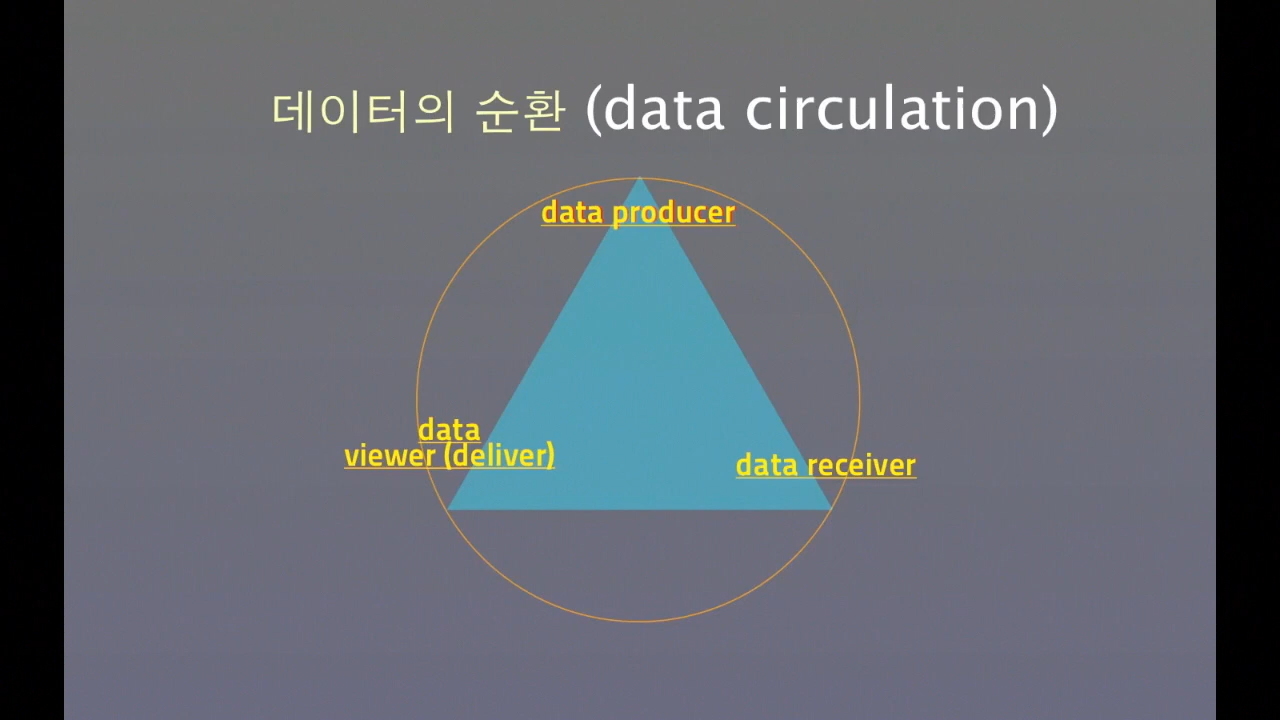 데이터의 순환 (data circulation)
data producer
data
viewer (deliver)
data receiver